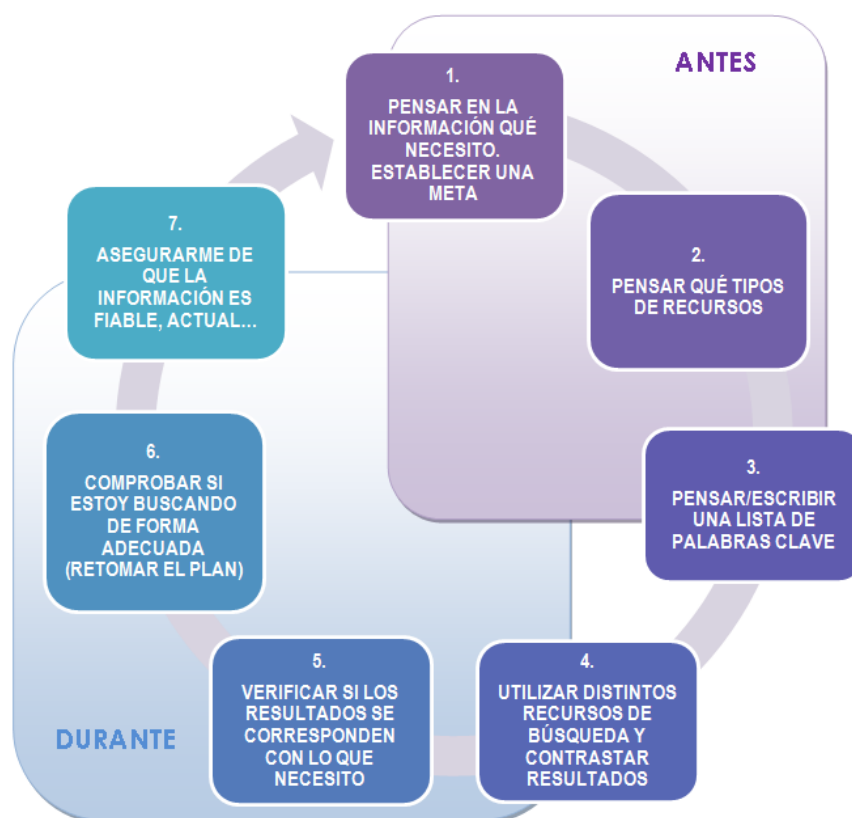 ANTES
1.
PENSAR EN LA
INFORMACIÓN QUÉ
NECESITO.
ESTABLECER UNA
META
2.
PENSAR QUÉ TIPOS
DE RECURSOS
3.
PENSAR/ESCRIBIR
UNA LISTA DE
PALABRAS CLAVE
4.
UTILIZAR DISTINTOS
RECURSOS DE
BÚSQUEDA Y
CONTRASTAR
RESULTADOS
5.
VERIFICAR SI LOS
RESULTADOS SE
CORRESPONDEN
CON LO QUE
NECESITO
DURANTE
6.
COMPROBAR SI
ESTOY BUSCANDO
DE FORMA
ADECUADA
(RETOMAR EL PLAN)
7.
ASEGURARME DE
QUE LA
INFORMACIÓN ES
FIABLE, ACTUAL...